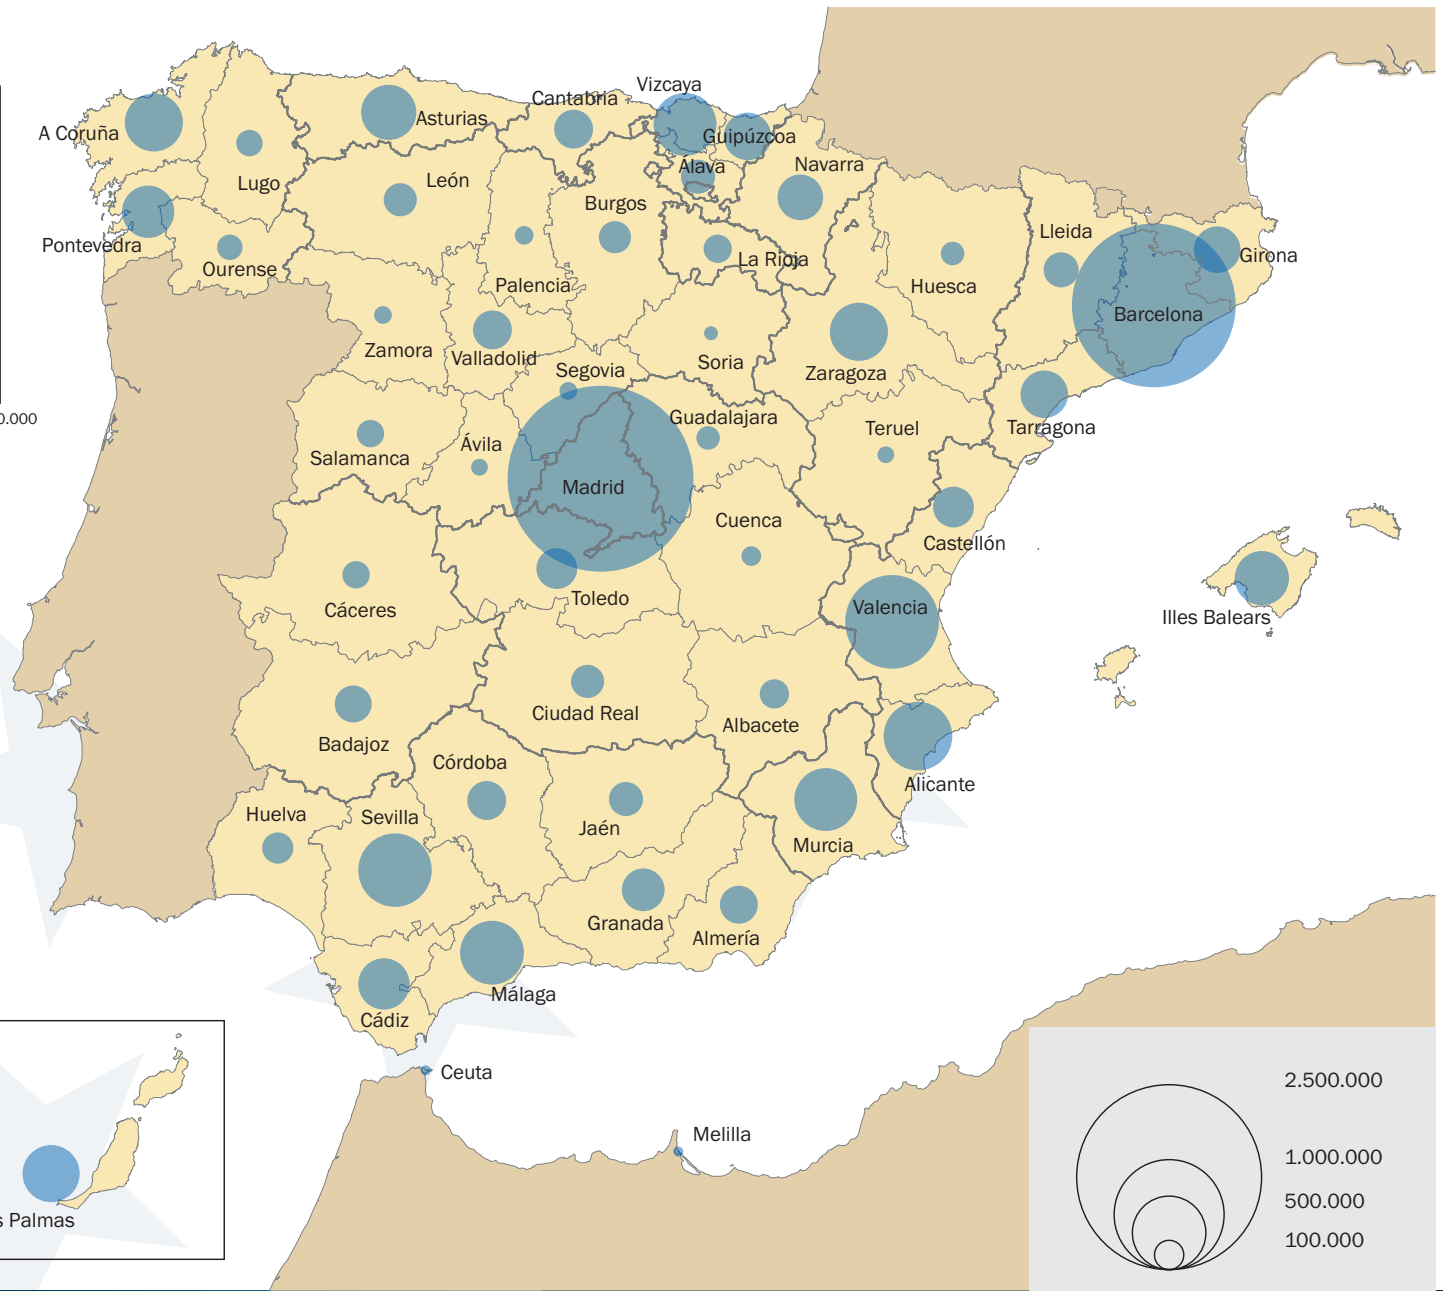 Vizcaya
Cantabria
Asturias
A Coruña
Guipúzcoa
Álava
Navarra
Lugo
León
Burgos
Lleida
Pontevedra
Ourense
La Rioja
Girona
Palencia
Huesca
Barcelona
Zamora
Valladolid
Segovia
Soria
Zaragoza
0.000
Guadalajara
Teruel
Tarragona
Salamanca
Ávila
Madrid
Cuenca
Castellón
Cáceres
Toledo
Valencia
Illes Balears
Ciudad Real
Albacete
Badajoz
Córdoba
Alicante
Huelva
Sevilla
Jaén
Murcia
Granada
Almería
Málaga
Cádiz
Ceuta
Melilla
s Palmas
2.500.000
1.000.000
500.000
100.000